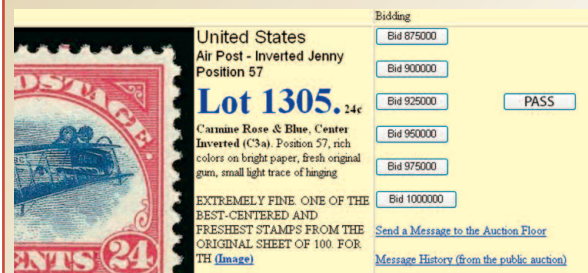 STAGE
ENTS 24
United States
Air Post - Inverted Jenny
Position 57
Lot 1305. 24c
Carmine Rose & Blue, Center
Inverted (C3a). Position 57, rich
colors on bright paper, fresh original
gum, small light trace of hinging
EXTREMELY FINE. ONE OF THE
BEST-CENTERED AND
FRESHEST STAMPS FROM THE
ORIGINAL SHEET OF 100. FOR
TH (Image)
Bidding
Bid 875000
Bid 900000
Bid 925000
PASS
Bid 950000
Bid 975000
Bid 1000000
Send a Message to the Auction Floor
Message History (from the public auction)